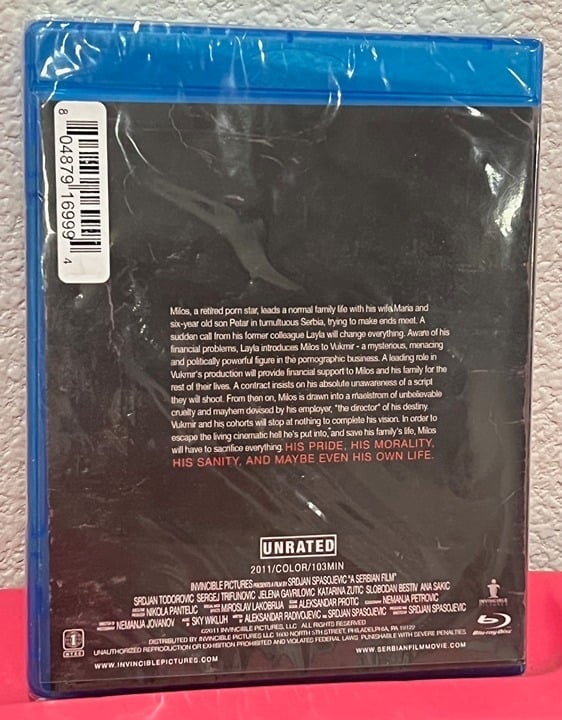 8 04879 16999 4
Milos, a retired porn star, leads a normal family life with his wife Maria and
six-year old son Petar in tumultuous Serbia, trying to make ends meet. A
sudden call from his former colleague Layla will change everything. Aware of his
financial problems, Layla introduces Milos to Vukmir - a mysterious, menacing
and politically powerful figure in the pornographic business. A leading role in
Vukmir's production will provide financial support to Milos and his family for the
rest of their lives. A contract insists on his absolute unawareness of a script
they will shoot. From then on, Milos is drawn into a maelstrom of unbelievable
cruelty and mayhem devised by his employer, "the director" of his destiny.
Vukmir and his cohorts will stop at nothing to complete his vision. In order to
escape the living cinematic hell he's put into, and save his family's life, Milos
will have to sacrifice everything. HIS PRIDE, HIS MORALITY,
HIS SANITY, AND MAYBE EVEN HIS OWN LIFE.
UNRATED
2011/COLOR/103MIN
INVINCIBLE PICTURES PRESENTS A FILM BY SRDJAN SPASOJEVIC "A SERBIAN FILM"
SRDJAN TODOROVIC SERGEJ TRIFUNOVIC JELENA GAVRILOVIC KATARINA ZUTIC SLOBODAN BESTIV ANA SAKIC
NIKOLA PANTELIC MIROSLAV LAKOBRIJA ALEKSANDAR PROTIC NEMANJA PETROVIC
NEMANJA JOVANOV SKY WIKLUH ALEKSANDAR RADIVOJEVIC SRDJAN SPASOJEVIC SRDJAN SPASOJEVIC
©2011 INVINCIBLE PICTURES, LLC ALL RIGHTS RESERVED
DISTRIBUTED BY INVINCIBLE PICTURES LLC 1600 NORTH 5TH STREET, PHILADELPHIA, PA 19122
UNAUTHORIZED REPRODUCTION OR EXHIBITION PROHIBITED AND VIOLATES FEDERAL LAWS. PUNISHABLE WITH SEVERE PENALTIES
INVINCIBLE
Blu-ray Disc
WWW.INVINCIBLEPICTURES.COM
WWW.SERBIANFILMMOVIE.COM